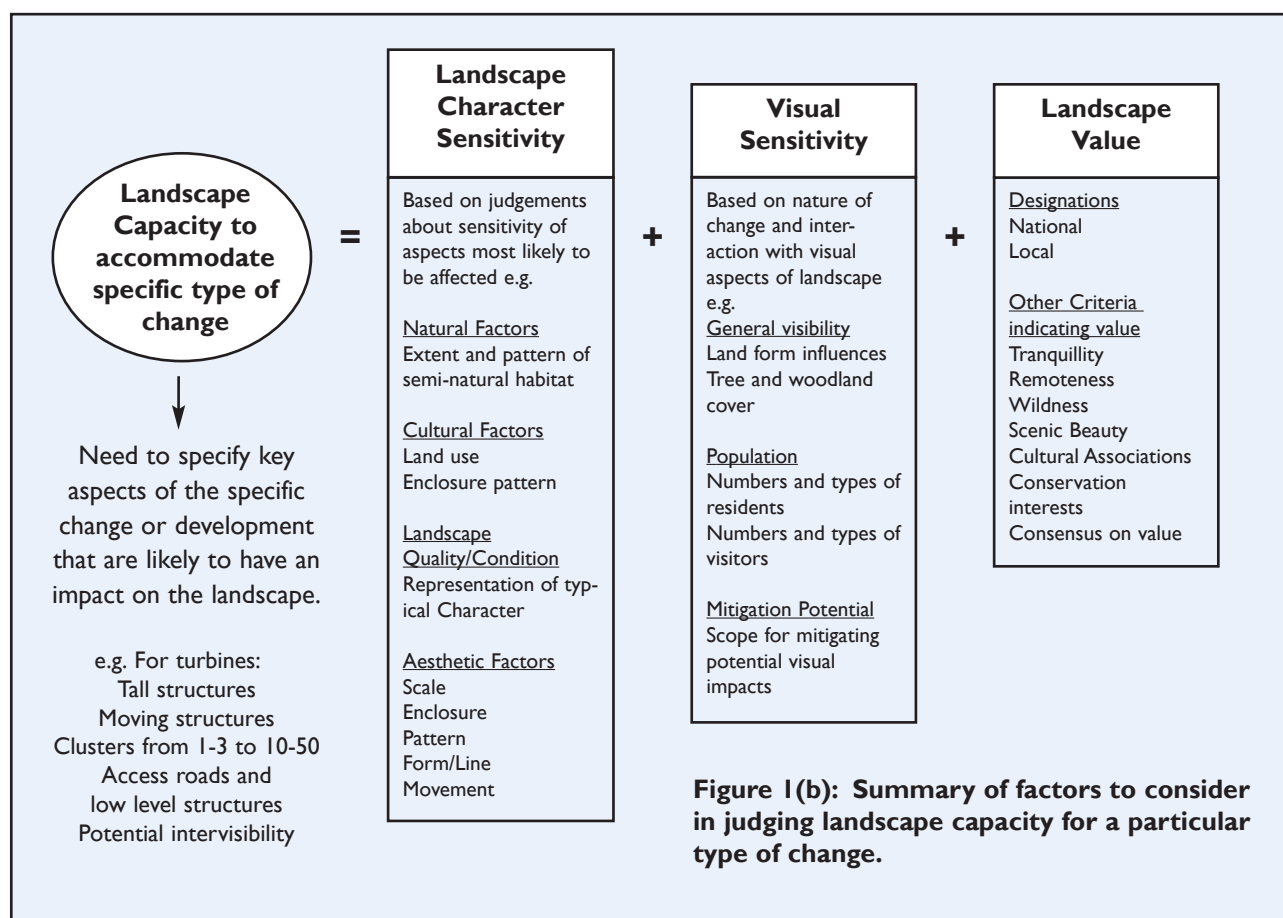 Landscape
Capacity to
accommodate
specific type of
change
Need to specify key
aspects of the specific
change or development
that are likely to have an
impact on the landscape.
e.g. For turbines:
Tall structures
Moving structures
Clusters from 1-3 to 10-50
Access roads and
low level structures
Potential intervisibility
=
Landscape
Character
Sensitivity
Based on judgements
about sensitivity of
aspects most likely to
be affected e.g.
Natural Factors
Extent and pattern of
semi-natural habitat
Cultural Factors
Land use
Enclosure pattern
Landscape
Quality/Condition
Representation of typ-
ical Character
Aesthetic Factors
Scale
Enclosure
Pattern
Form/Line
Movement
+
Visual
Sensitivity
Based on nature of
change and inter-
action with visual
aspects of landscape
e.g.
General visibility
Land form influences
Tree and woodland
cover
Population
Numbers and types of
residents
Numbers and types of
visitors
Mitigation Potential
Scope for mitigating
potential visual
impacts
+
Landscape
Value
Designations
National
Local
Other Criteria
indicating value
Tranquillity
Remoteness
Wildness
Scenic Beauty
Cultural Associations
Conservation
interests
Consensus on value
Figure 1(b): Summary of factors to consider
in judging landscape capacity for a particular
type of change.